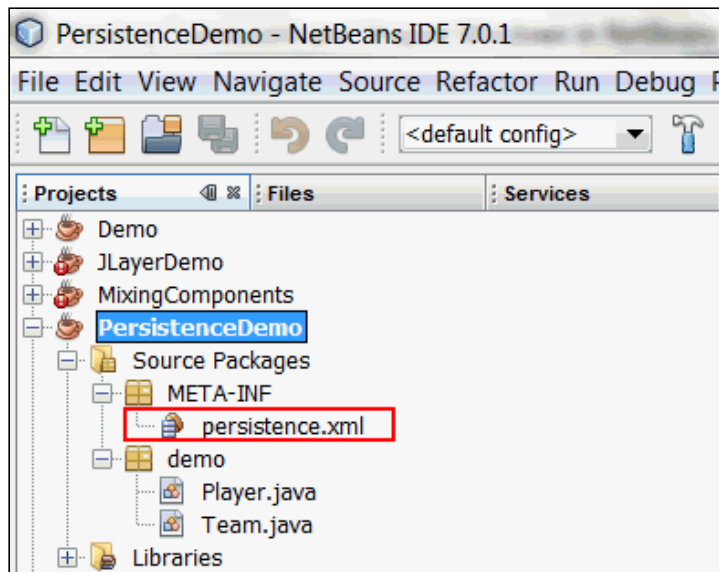 PersistenceDemo - NetBeans IDE 7.0.1
File Edit View Navigate Source Refactor Run Debug
<default config>
Projects Files Services
Demo
JLayerDemo
MixingComponents
PersistenceDemo
Source Packages
META-INF
persistence.xml
demo
Player.java
Team.java
Libraries